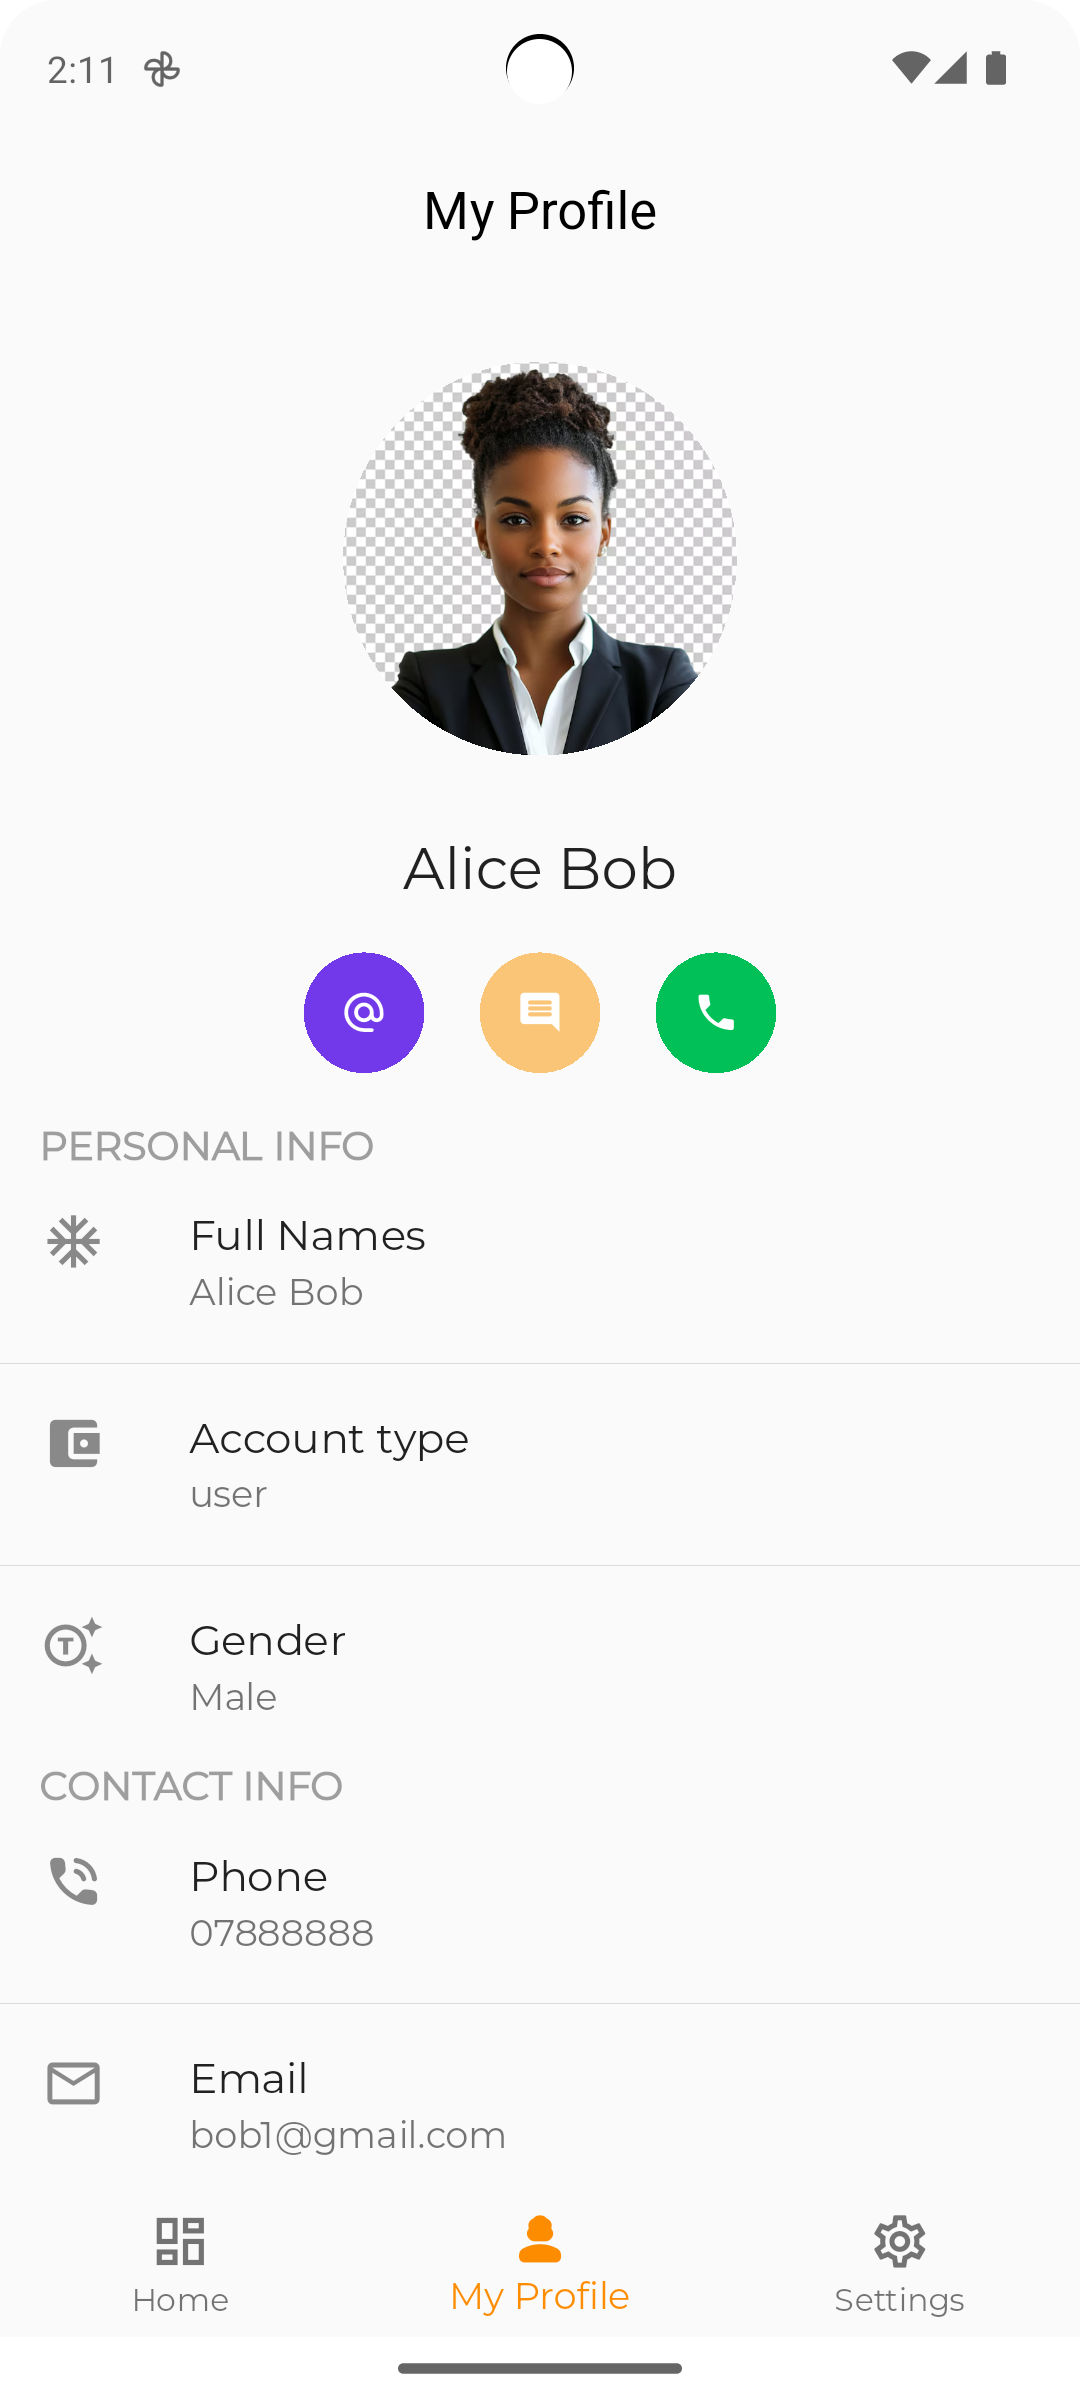 2:11
My Profile
Alice Bob
PERSONAL INFO
Full Names
Alice Bob
Account type
user
Gender
Male
CONTACT INFO
Phone
07888888
Email
bob1@gmail.com
Home
My Profile
Settings